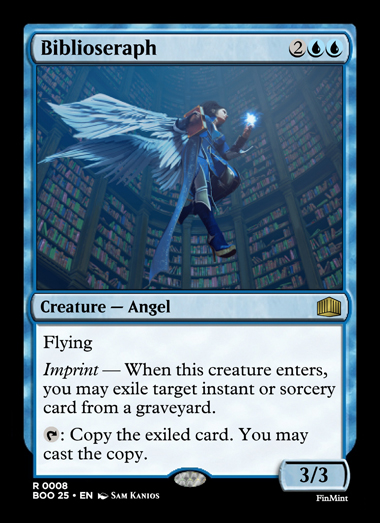 Biblioseraph 2UU
Creature — Angel
Flying
Imprint — When this creature enters,
you may exile target instant or sorcery
card from a graveyard.
: Copy the exiled card. You may
cast the copy.
3/3
R 0008
BOO 25 • EN Sam Kanios
FinMint